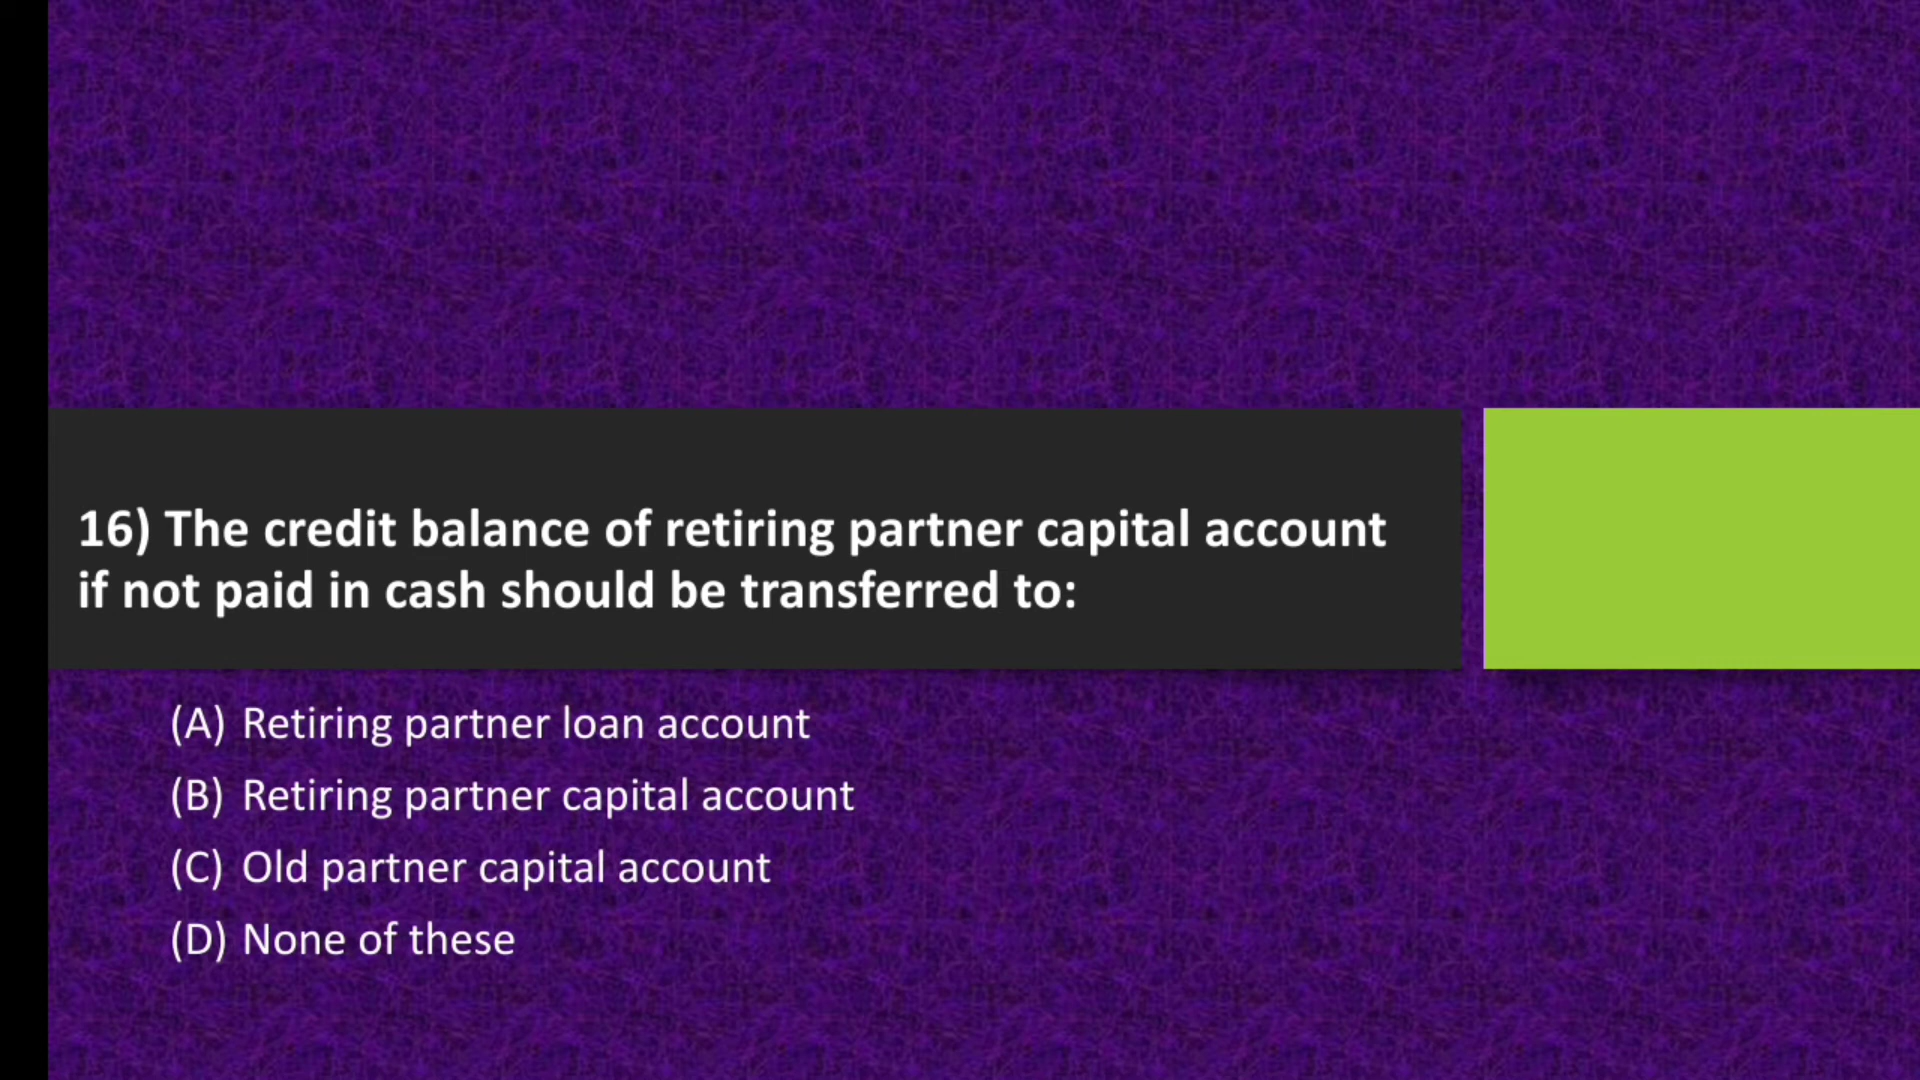 16) The credit balance of retiring partner capital account
if not paid in cash should be transferred to:
(A) Retiring partner loan account
(B) Retiring partner capital account
(C) Old partner capital account
(D) None of these